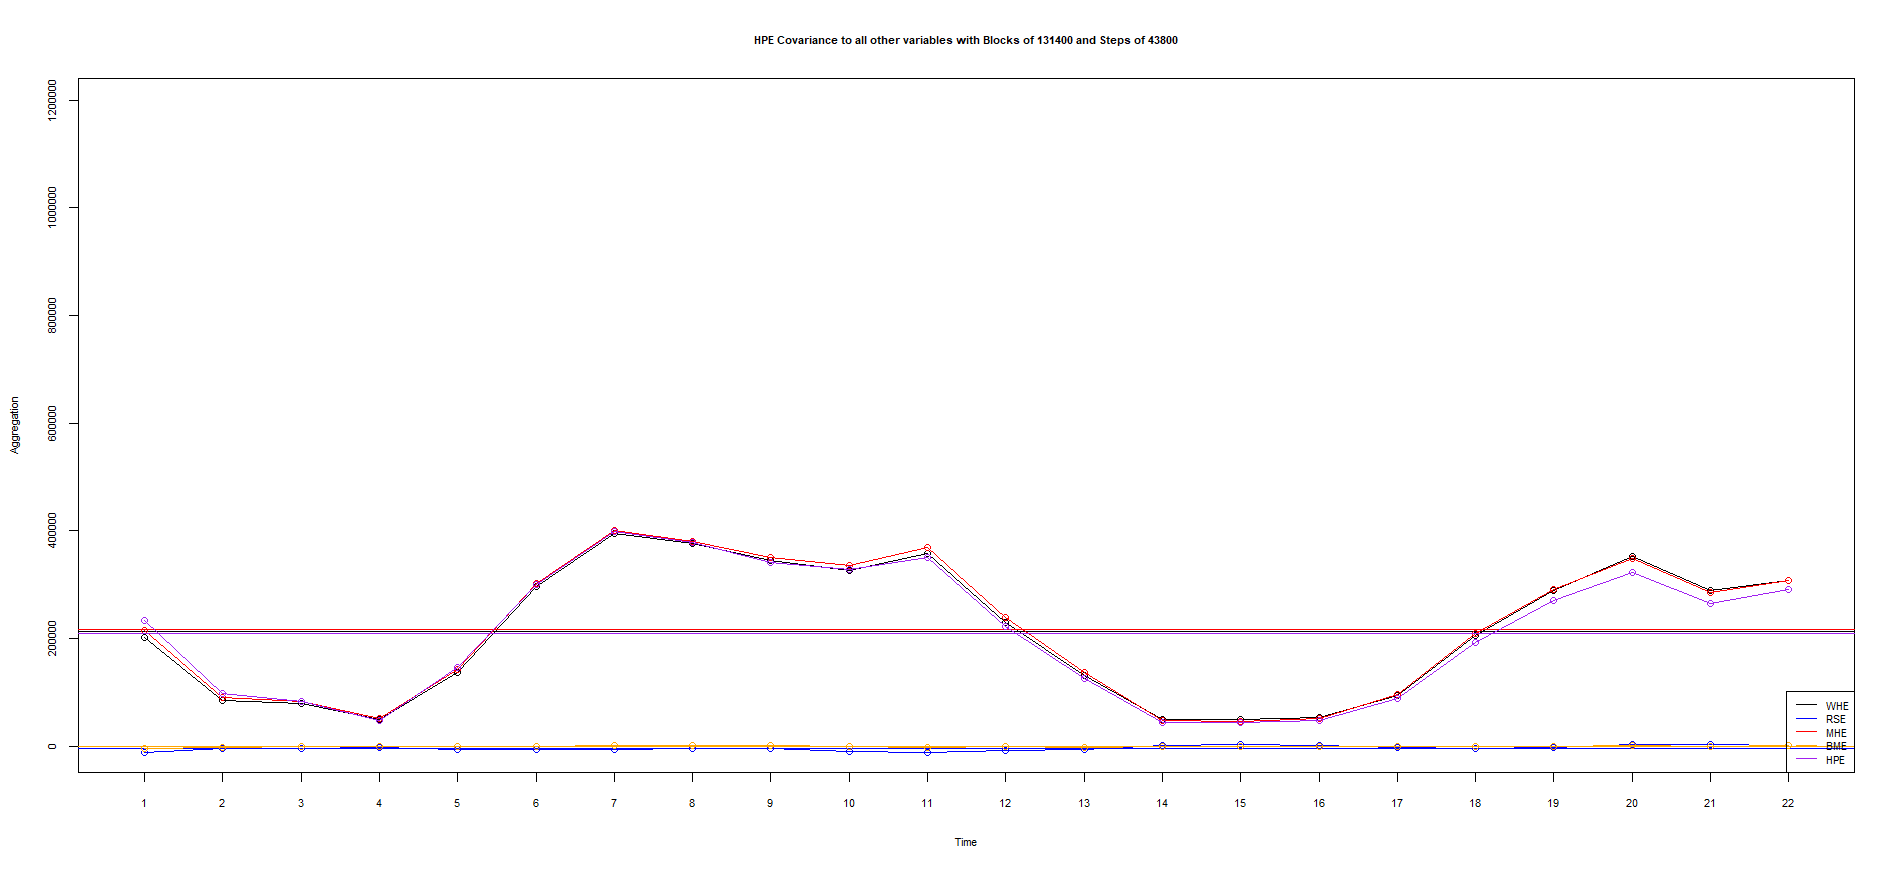 HPE Covariance to all other variables with Blocks of 131400 and Steps of 43800
Aggregation
1200000
1000000
800000
600000
400000
200000
0
WHE
RSE
MHE
BME
HPE
1 2 3 4 5 6 7 8 9 10 11 12 13 14 15 16 17 18 19 20 21 22
Time